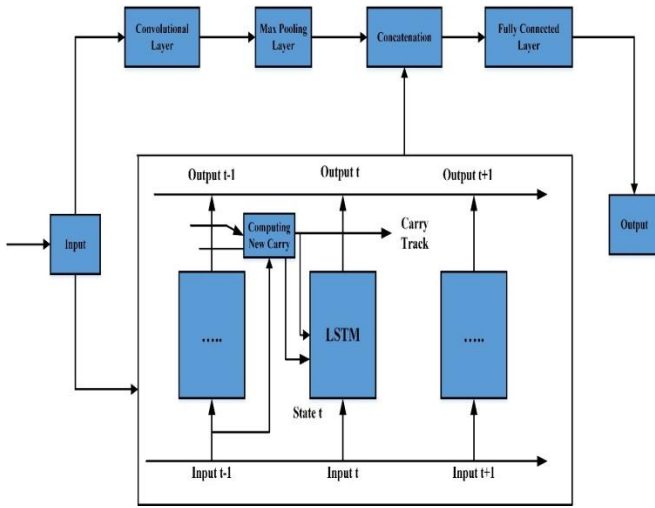 Convolutional
Layer
Max Pooling
Layer
Concatenation
Fully Connected
Layer
Input
Output
Output t-1
Output t
Output t+1
Computing
New Carry
Carry
Track
.....
LSTM
.....
State t
Input t-1
Input t
Input t+1